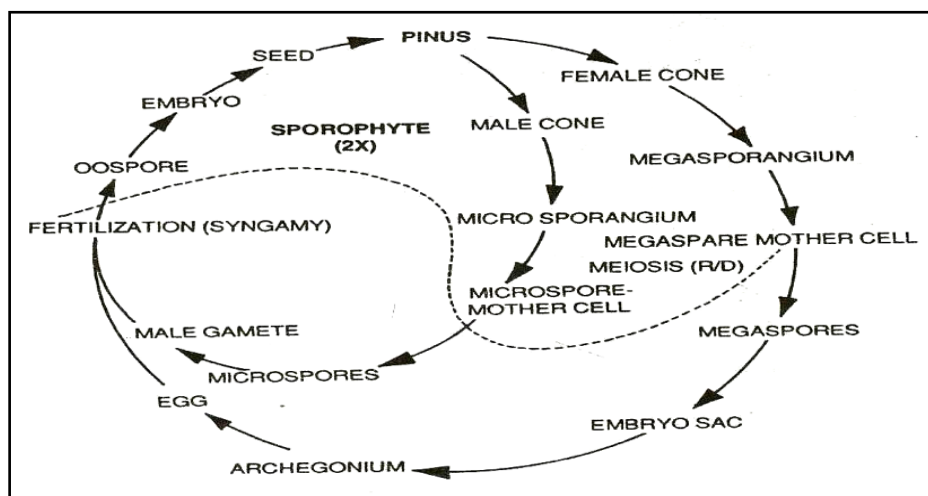 PINUS
SEED
FEMALE CONE
EMBRYO
SPOROPHYTE
(2X)
MALE CONE
OOSPORE
MEGASPORANGIUM
MICRO SPORANGIUM
FERTILIZATION (SYNGAMY)
MEGASPARE MOTHER CELL
MEIOSIS (R/D)
MICROSPORE-
MOTHER CELL
MALE GAMETE
MEGASPORES
MICROSPORES
EGG
EMBRYO SAC
ARCHEGONIUM